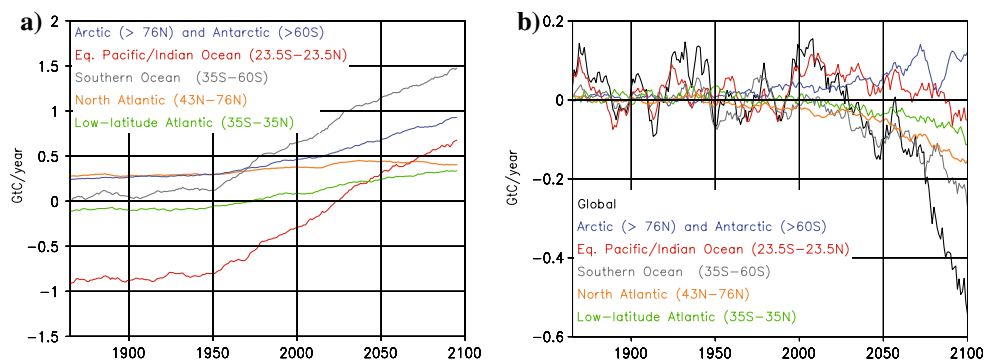 a)
2
1.5
1
0.5
0
-0.5
-1
-1.5
GtC/year
Arctic (> 76N) and Antarctic (>60S)
Eq. Pacific/Indian Ocean (23.5S-23.5N)
Southern Ocean (35S-60S)
North Atlantic (43N-76N)
Low-latitude Atlantic (35S-35N)
1900 1950 2000 2050 2100
b)
0.2
0
-0.2
-0.4
-0.6
GtC/year
Global
Arctic (> 76N) and Antarctic (>60S)
Eq. Pacific/Indian Ocean (23.5S-23.5N)
Southern Ocean (35S-60S)
North Atlantic (43N-76N)
Low-latitude Atlantic (35S-35N)
1900 1950 2000 2050 2100